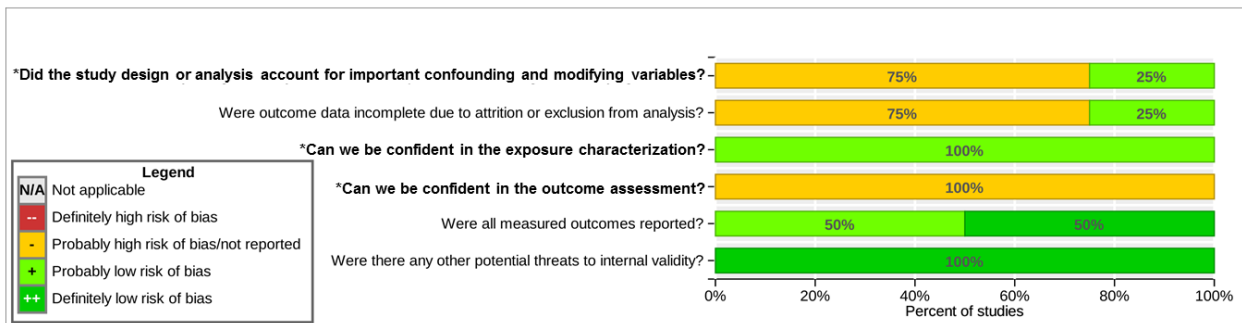 *Did the study design or analysis account for important confounding and modifying variables?
75% 25%
Were outcome data incomplete due to attrition or exclusion from analysis?
75% 25%
*Can we be confident in the exposure characterization?
100%
*Can we be confident in the outcome assessment?
100%
Were all measured outcomes reported?
50% 50%
Were there any other potential threats to internal validity?
100%
0% 20% 40% 60% 80% 100%
Percent of studies
Legend
N/A Not applicable
-- Definitely high risk of bias
- Probably high risk of bias/not reported
+ Probably low risk of bias
++ Definitely low risk of bias